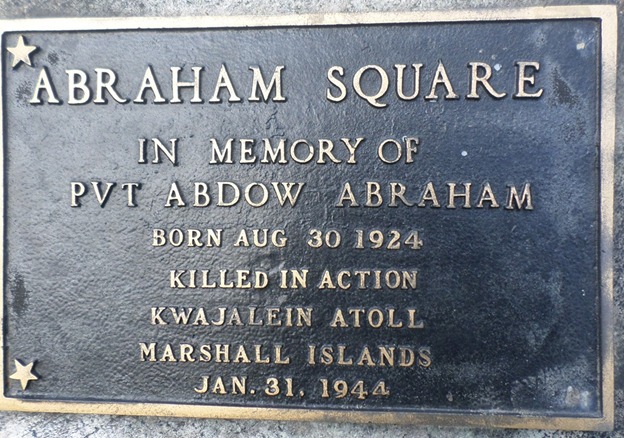 ABRAHAM SQUARE
IN MEMORY OF
PVT ABDOW ABRAHAM
BORN AUG 30 1924
KILLED IN ACTION
KWAJALEIN ATOLL
MARSHALL ISLANDS
JAN. 31, 1944